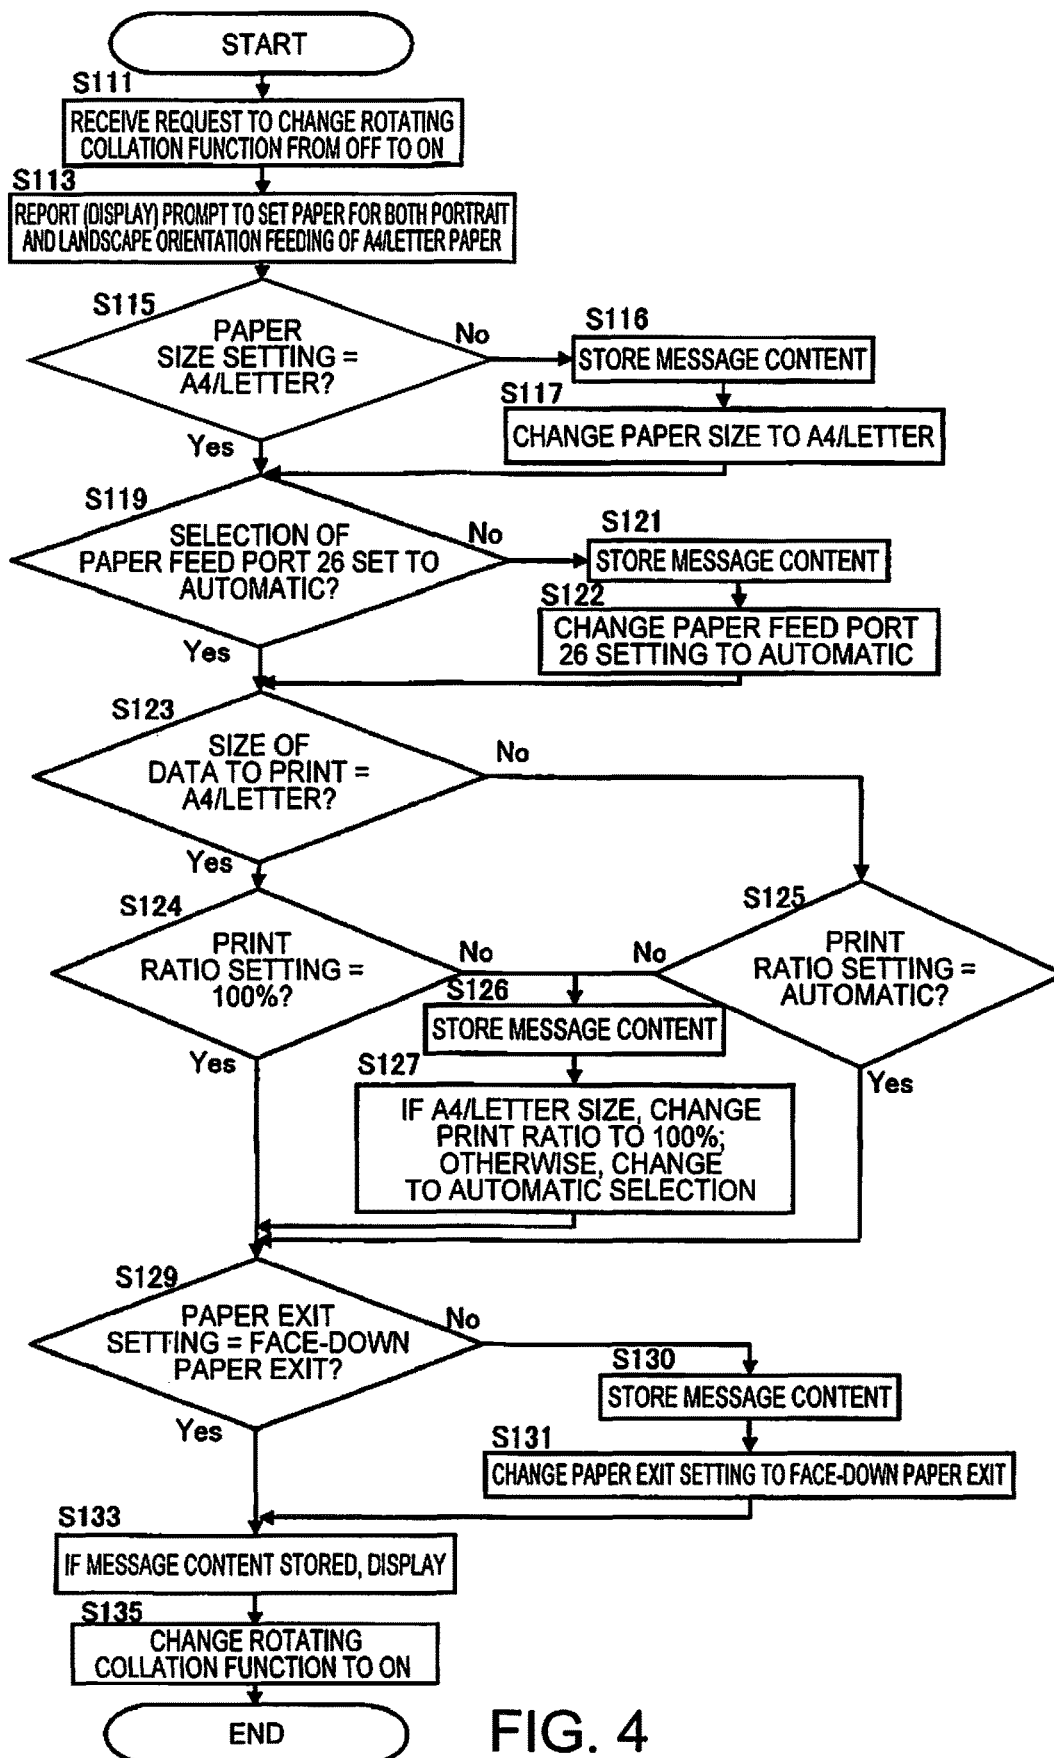 START
S111
RECEIVE REQUEST TO CHANGE ROTATING
COLLATION FUNCTION FROM OFF TO ON
S113
REPORT (DISPLAY) PROMPT TO SET PAPER FOR BOTH PORTRAIT
AND LANDSCAPE ORIENTATION FEEDING OF A4/LETTER PAPER
S115
PAPER
SIZE SETTING =
A4/LETTER?
No
Yes
S116
STORE MESSAGE CONTENT
S117
CHANGE PAPER SIZE TO A4/LETTER
S119
SELECTION OF
PAPER FEED PORT 26 SET TO
AUTOMATIC?
No
Yes
S121
STORE MESSAGE CONTENT
S122
CHANGE PAPER FEED PORT
26 SETTING TO AUTOMATIC
S123
SIZE OF
DATA TO PRINT =
A4/LETTER?
No
Yes
S124
PRINT
RATIO SETTING =
100%?
No
Yes
S125
PRINT
RATIO SETTING =
AUTOMATIC?
No
Yes
S126
STORE MESSAGE CONTENT
S127
IF A4/LETTER SIZE, CHANGE
PRINT RATIO TO 100%;
OTHERWISE, CHANGE
TO AUTOMATIC SELECTION
S129
PAPER EXIT
SETTING = FACE-DOWN
PAPER EXIT?
No
Yes
S130
STORE MESSAGE CONTENT
S131
CHANGE PAPER EXIT SETTING TO FACE-DOWN PAPER EXIT
S133
IF MESSAGE CONTENT STORED, DISPLAY
S135
CHANGE ROTATING
COLLATION FUNCTION TO ON
END
FIG. 4